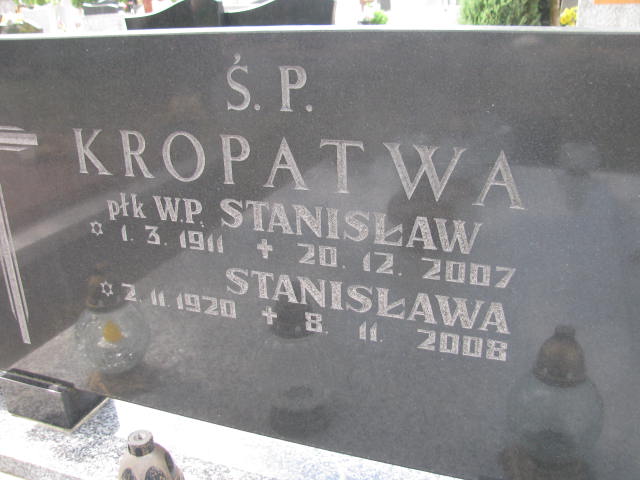 Ś. P.
KROPATWA
płk W.P. STANISŁAW
✡ 1. 3. 1911 ✝ 20. 12. 2007
STANISŁAWA
✡ 2. 11. 1920 ✝ 8. 11. 2008